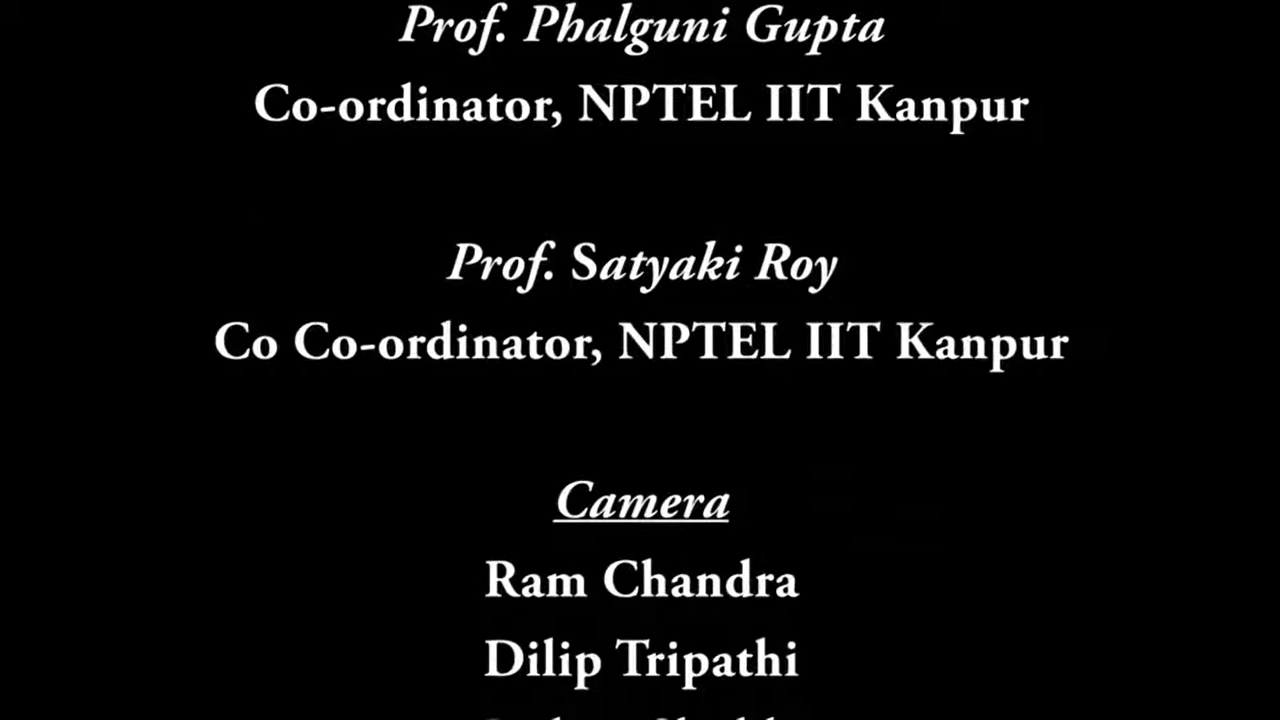 Prof. Phalguni Gupta
Co-ordinator, NPTEL IIT Kanpur
Prof. Satyaki Roy
Co Co-ordinator, NPTEL IIT Kanpur
Camera
Ram Chandra
Dilip Tripathi